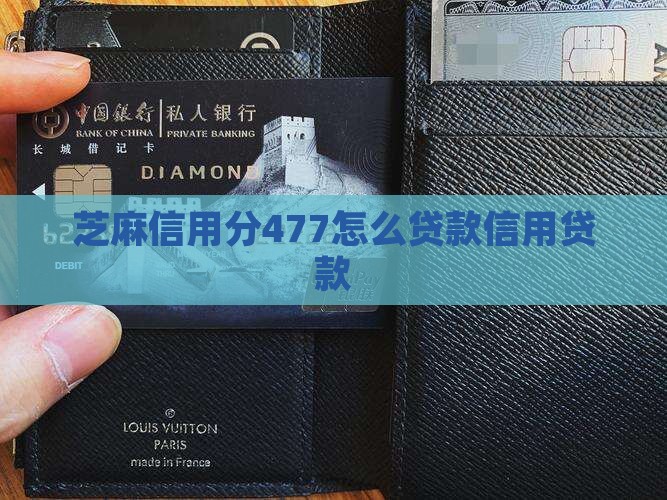 中國銀行 私人银行
BANK OF CHINA PRIVATE BANKING
长城借记卡
DIAMOND
芝麻信用分477怎么贷款信用贷
款
DEBIT
LOUIS VUITTON
PARIS
made in France